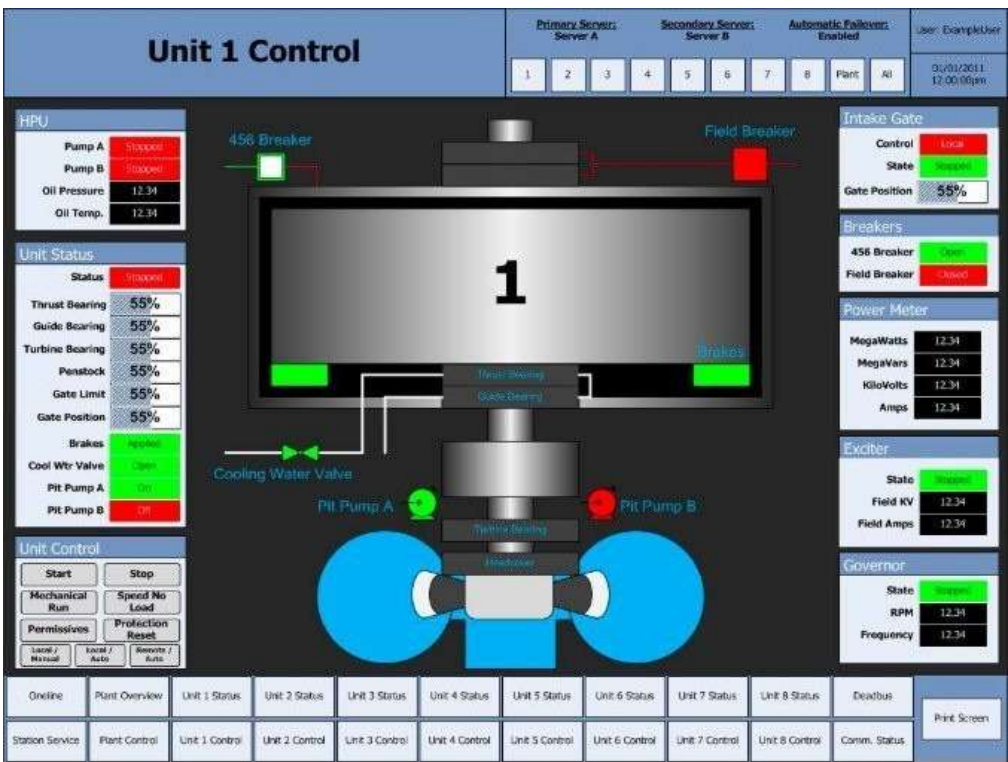 Unit 1 Control
Primary Server:
Server A
Secondary Server:
Server B
Automatic Failover:
Enabled
User: ExampleUser
1 2 3 4 5 6 7 8 Plant All
01/01/2011
12:00:00pm
HPU
Pump A Stopped
Pump B Stopped
Oil Pressure 12.34
Oil Temp. 12.34
Unit Status
Status Stopped
Thrust Bearing 55%
Guide Bearing 55%
Turbine Bearing 55%
Penstock 55%
Gate Limit 55%
Gate Position 55%
Brakes Applied
Cool Wtr Valve Open
Pit Pump A On
Pit Pump B Off
Unit Control
Start Stop
Mechanical Run
Speed No Load
Permissives
Protection Reset
Local / Manual
Local / Auto
Remote / Auto
456 Breaker
Field Breaker
1
Brakes
Thrust Bearing
Guide Bearing
Cooling Water Valve
Pit Pump A
Pit Pump B
Turbine Bearing
Headcover
Intake Gate
Control Local
State Stopped
Gate Position 55%
Breakers
456 Breaker Open
Field Breaker Closed
Power Meter
MegaWatts 12.34
MegaVars 12.34
KiloVolts 12.34
Amps 12.34
Exciter
State Stopped
Field KV 12.34
Field Amps 12.34
Governor
State Stopped
RPM 12.34
Frequency 12.34
Oneline Plant Overview Unit 1 Status Unit 2 Status Unit 3 Status Unit 4 Status Unit 5 Status Unit 6 Status Unit 7 Status Unit 8 Status Deadbus
Print Screen
Station Service Plant Control Unit 1 Control Unit 2 Control Unit 3 Control Unit 4 Control Unit 5 Control Unit 6 Control Unit 7 Control Unit 8 Control Comm. Status